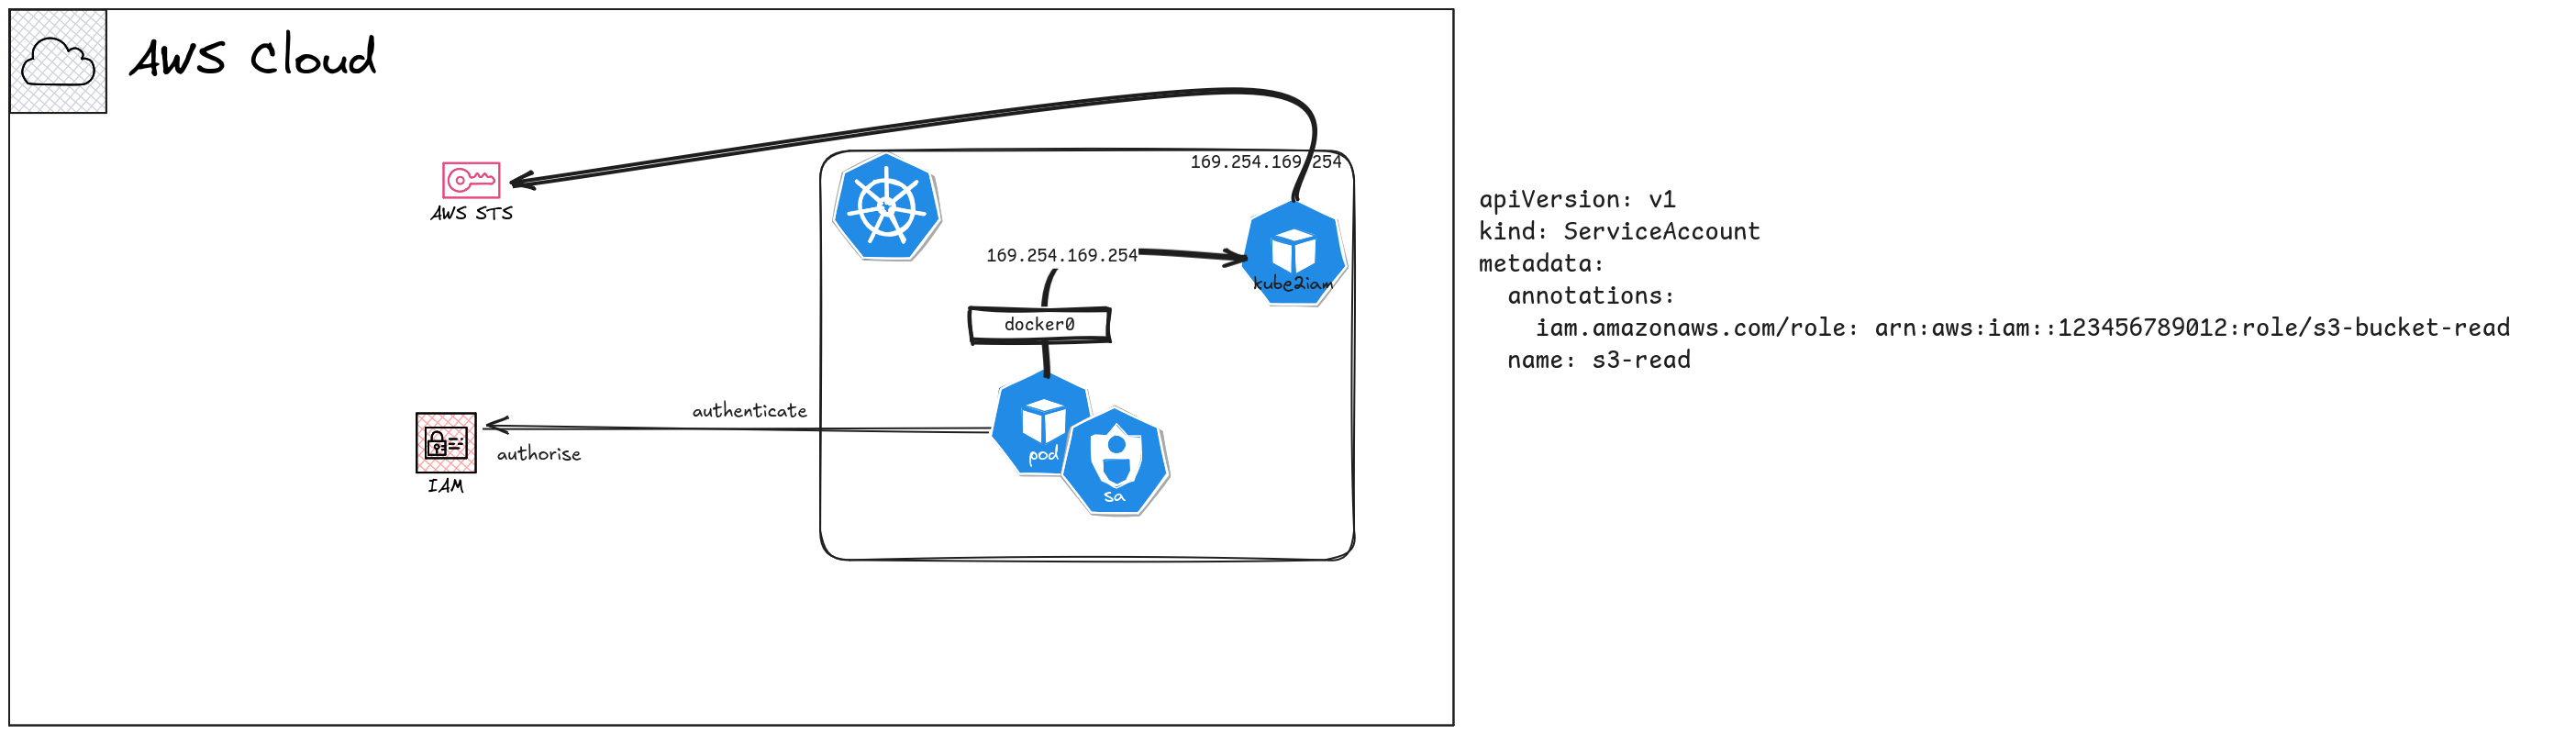 AWS Cloud
169.254.169.254
AWS STS
169.254.169.254
kube2iam
docker0
authenticate
authorise
pod
IAM
sa
apiVersion: v1
kind: ServiceAccount
metadata:
  annotations:
    iam.amazonaws.com/role: arn:aws:iam::123456789012:role/s3-bucket-read
  name: s3-read